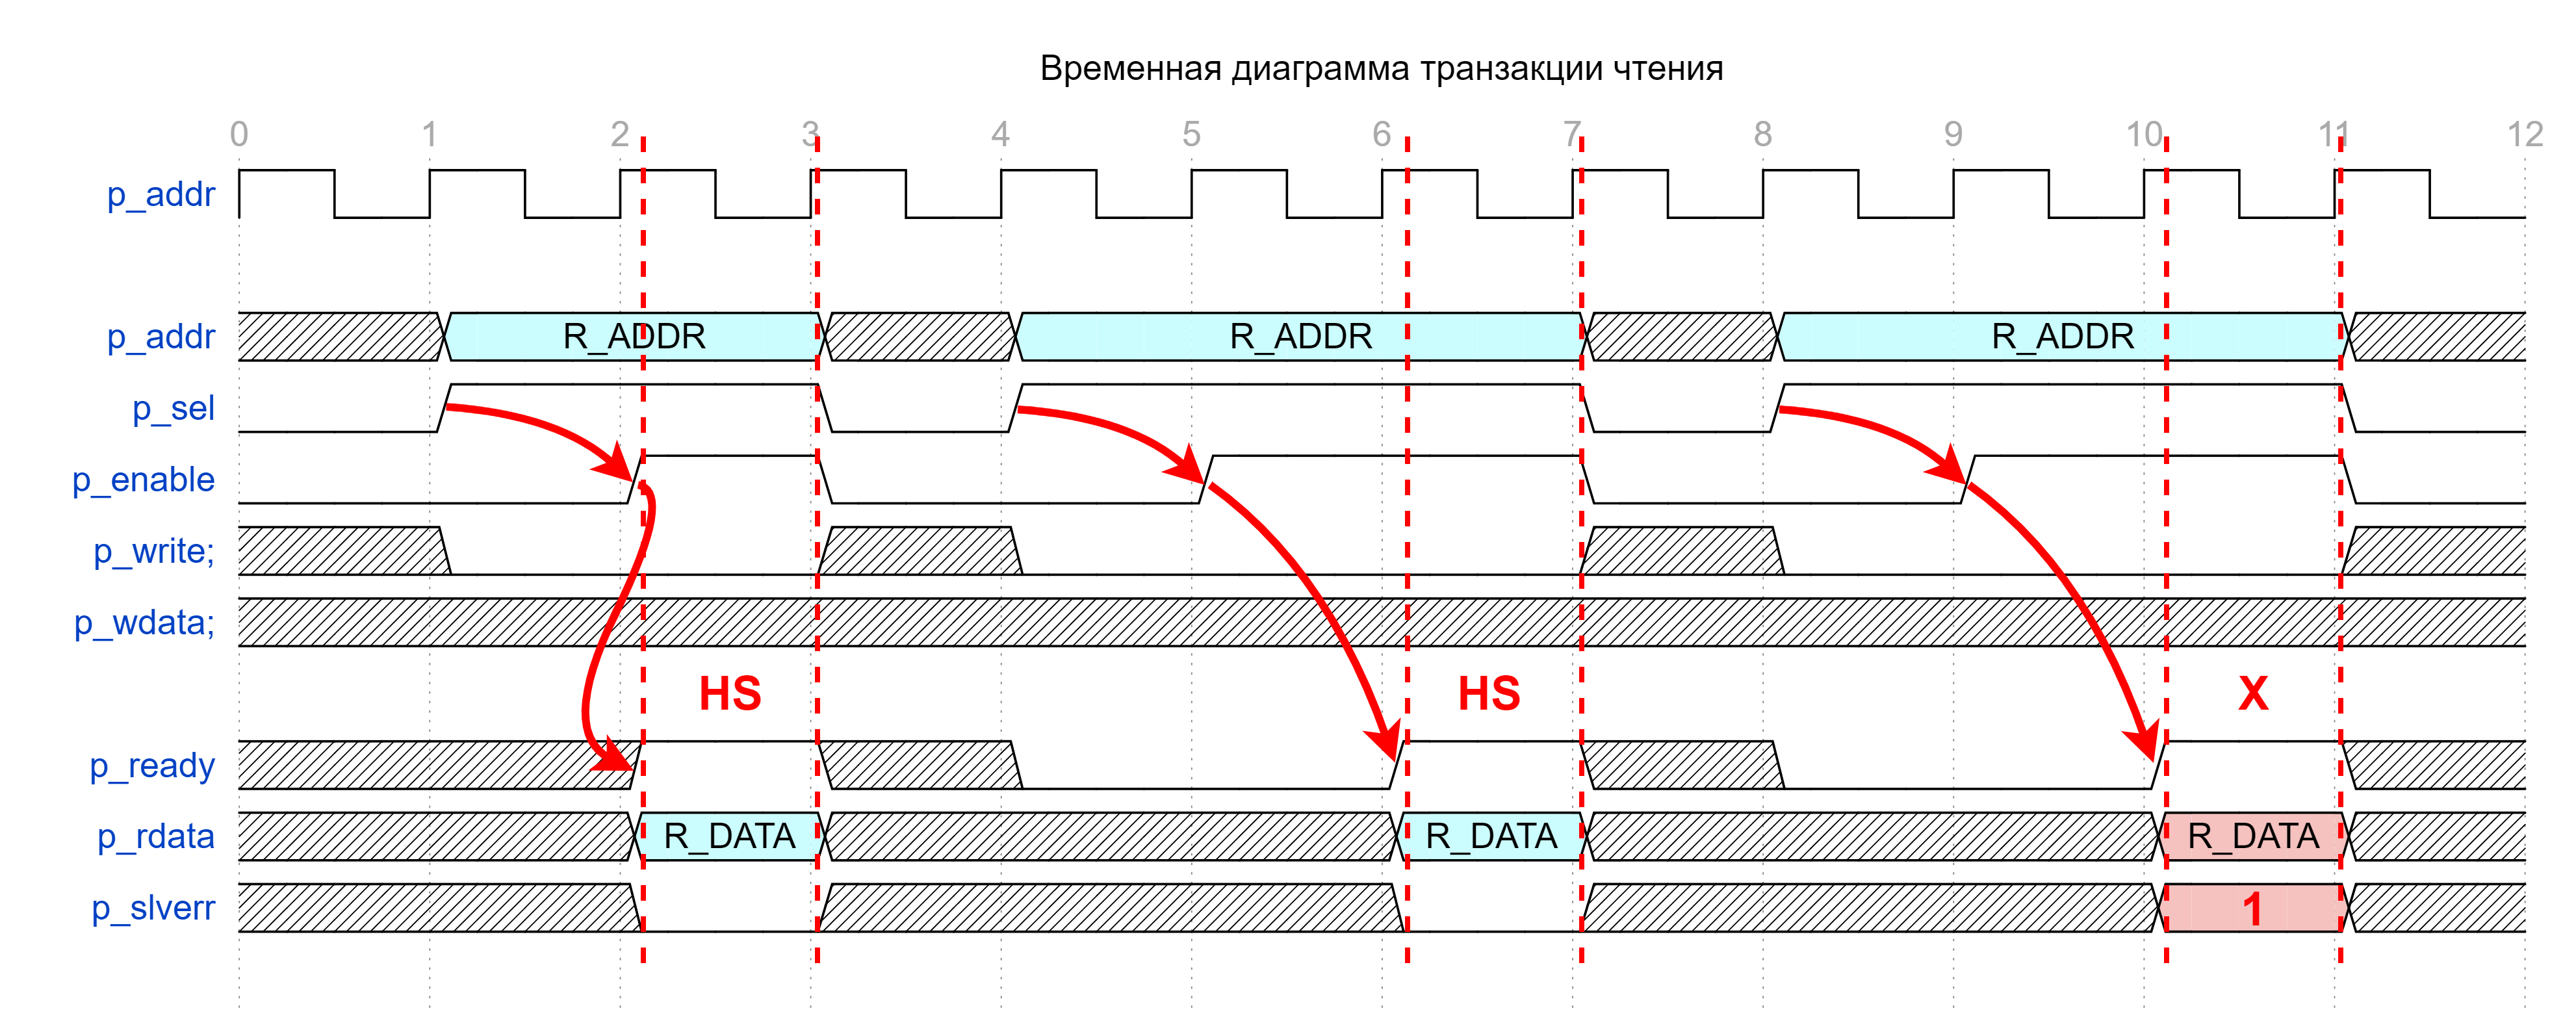 Временная диаграмма транзакции чтения
0 1 2 3 4 5 6 7 8 9 10 11 12
p_addr
p_addr R_ADDR R_ADDR R_ADDR
p_sel
p_enable
p_write;
p_wdata;
HS HS X
p_ready
p_rdata R_DATA R_DATA R_DATA
p_slverr 1